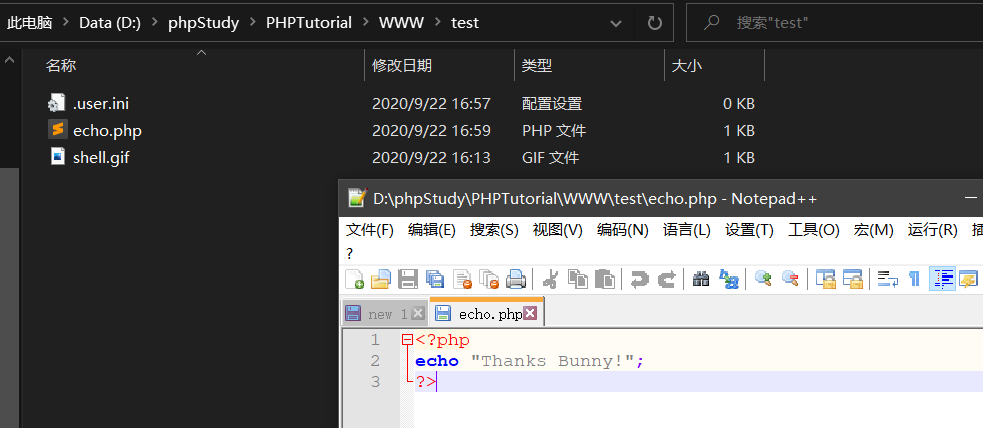 此电脑 > Data (D:) > phpStudy > PHPTutorial > WWW > test
搜索"test"
名称 修改日期 类型 大小
.user.ini 2020/9/22 16:57 配置设置 0 KB
echo.php 2020/9/22 16:59 PHP 文件 1 KB
shell.gif 2020/9/22 16:13 GIF 文件 1 KB
D:\phpStudy\PHPTutorial\WWW\test\echo.php - Notepad++
文件(F) 编辑(E) 搜索(S) 视图(V) 编码(N) 语言(L) 设置(T) 工具(O) 宏(M) 运行(R)
?
new 1 echo.php
1 <?php
2 echo "Thanks Bunny!";
3 ?>